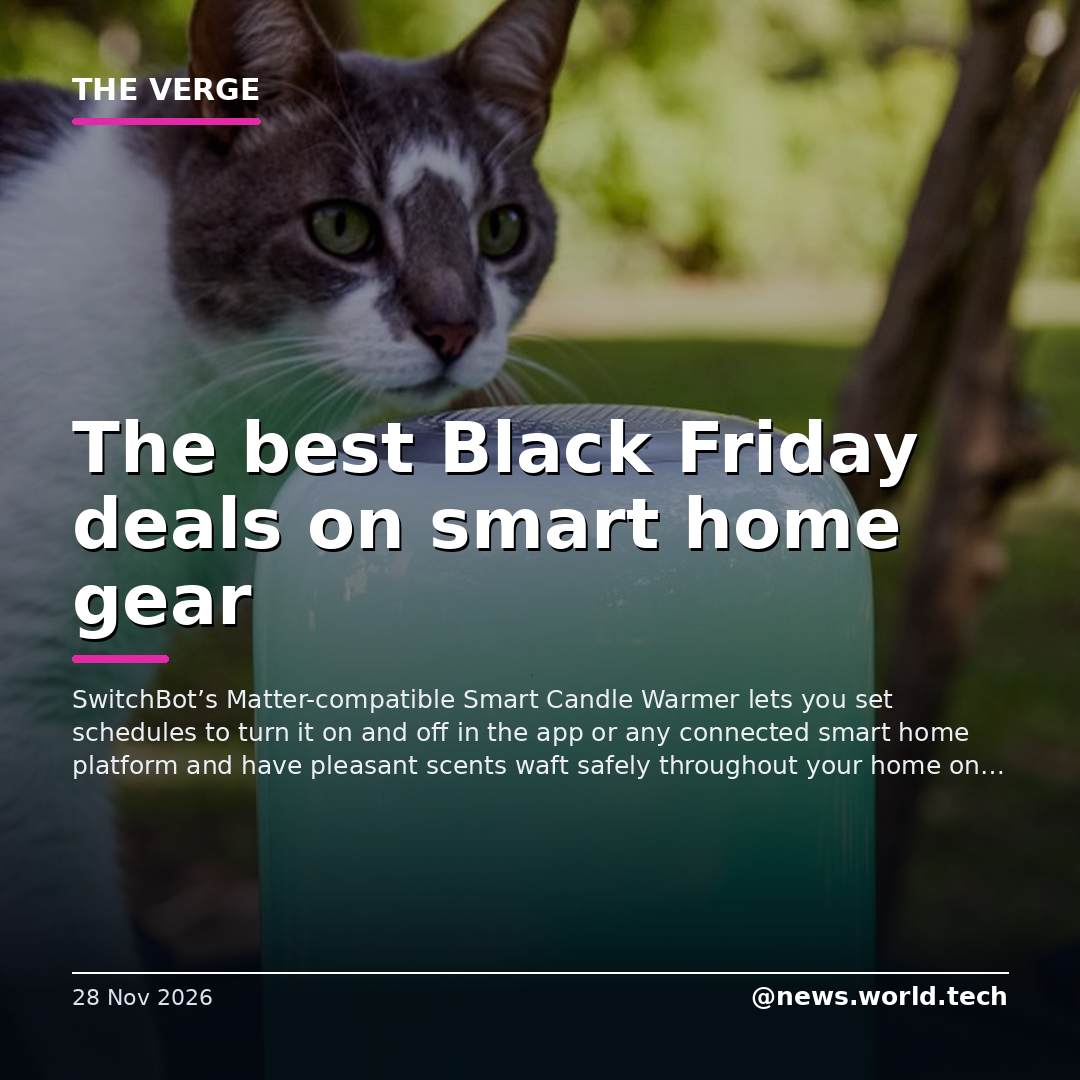 THE VERGE
The best Black Friday
deals on smart home
gear
SwitchBot’s Matter-compatible Smart Candle Warmer lets you set
schedules to turn it on and off in the app or any connected smart home
platform and have pleasant scents waft safely throughout your home on…
28 Nov 2026
@news.world.tech